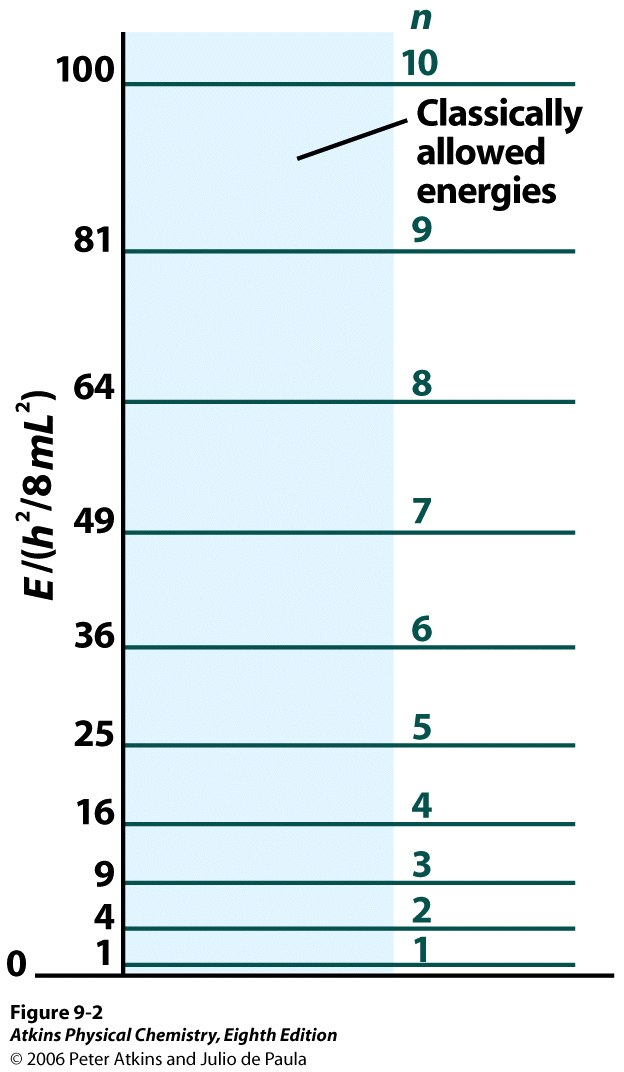 n
100 10
Classically
allowed
energies
81 9
64 8
49 7
36 6
25 5
16 4
9 3
4 2
1 1
0
E/(h²/8mL²)
Figure 9-2
Atkins Physical Chemistry, Eighth Edition
© 2006 Peter Atkins and Julio de Paula